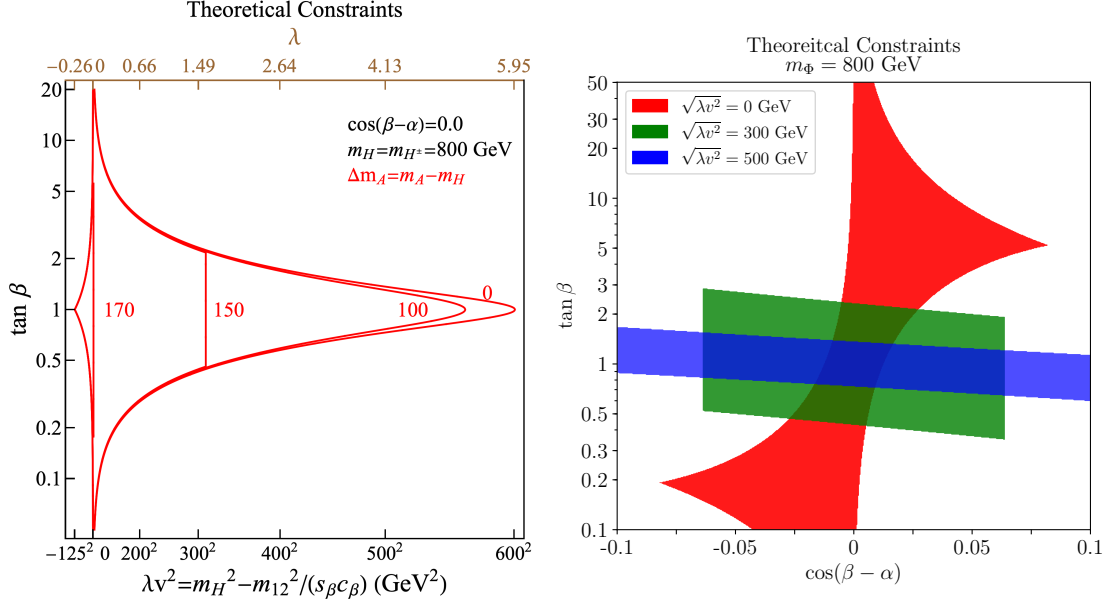 Theoretical Constraints
λ
−0.26 0 0.66 1.49 2.64 4.13 5.95
20
10
5
2
1
0.5
0.2
0.1
tan β
cos(β−α)=0.0
m_H=m_{H^±}=800 GeV
Δm_A=m_A−m_H
170
150
100
0
−125² 0 200² 300² 400² 500² 600²
λv²=m_H²−m₁₂²/(s_βc_β) (GeV²)
Theoreitcal Constraints
m_Φ = 800 GeV
√λv² = 0 GeV
√λv² = 300 GeV
√λv² = 500 GeV
50
30
20
10
5
3
2
1
0.5
0.3
0.2
0.1
tan β
-0.1 -0.05 0 0.05 0.1
cos(β − α)